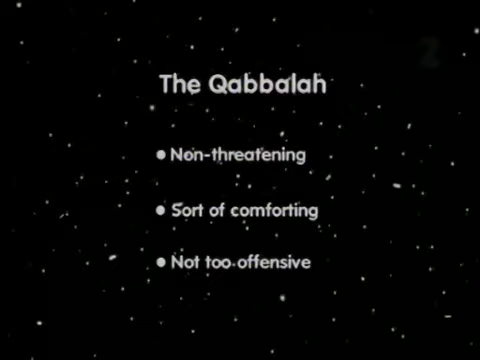 The Qabbalah
• Non-threatening
• Sort of comforting
• Not too offensive